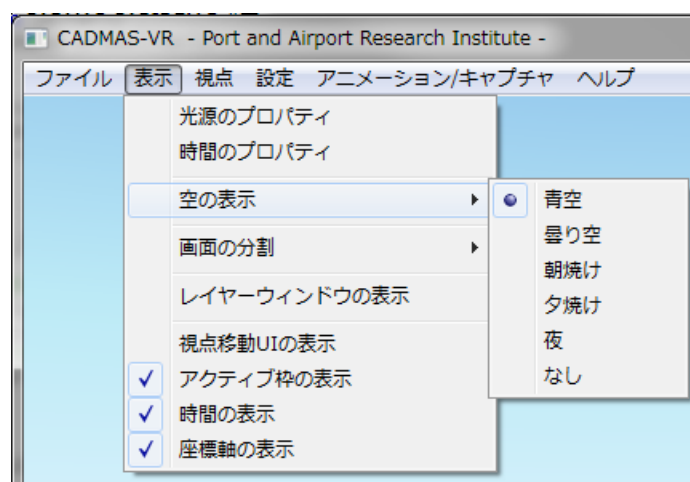 CADMAS-VR - Port and Airport Research Institute -
ファイル 表示 視点 設定 アニメーション/キャプチャ ヘルプ
光源のプロパティ
時間のプロパティ
空の表示
画面の分割
レイヤーウィンドウの表示
視点移動UIの表示
アクティブ枠の表示
時間の表示
座標軸の表示
青空
曇り空
朝焼け
夕焼け
夜
なし